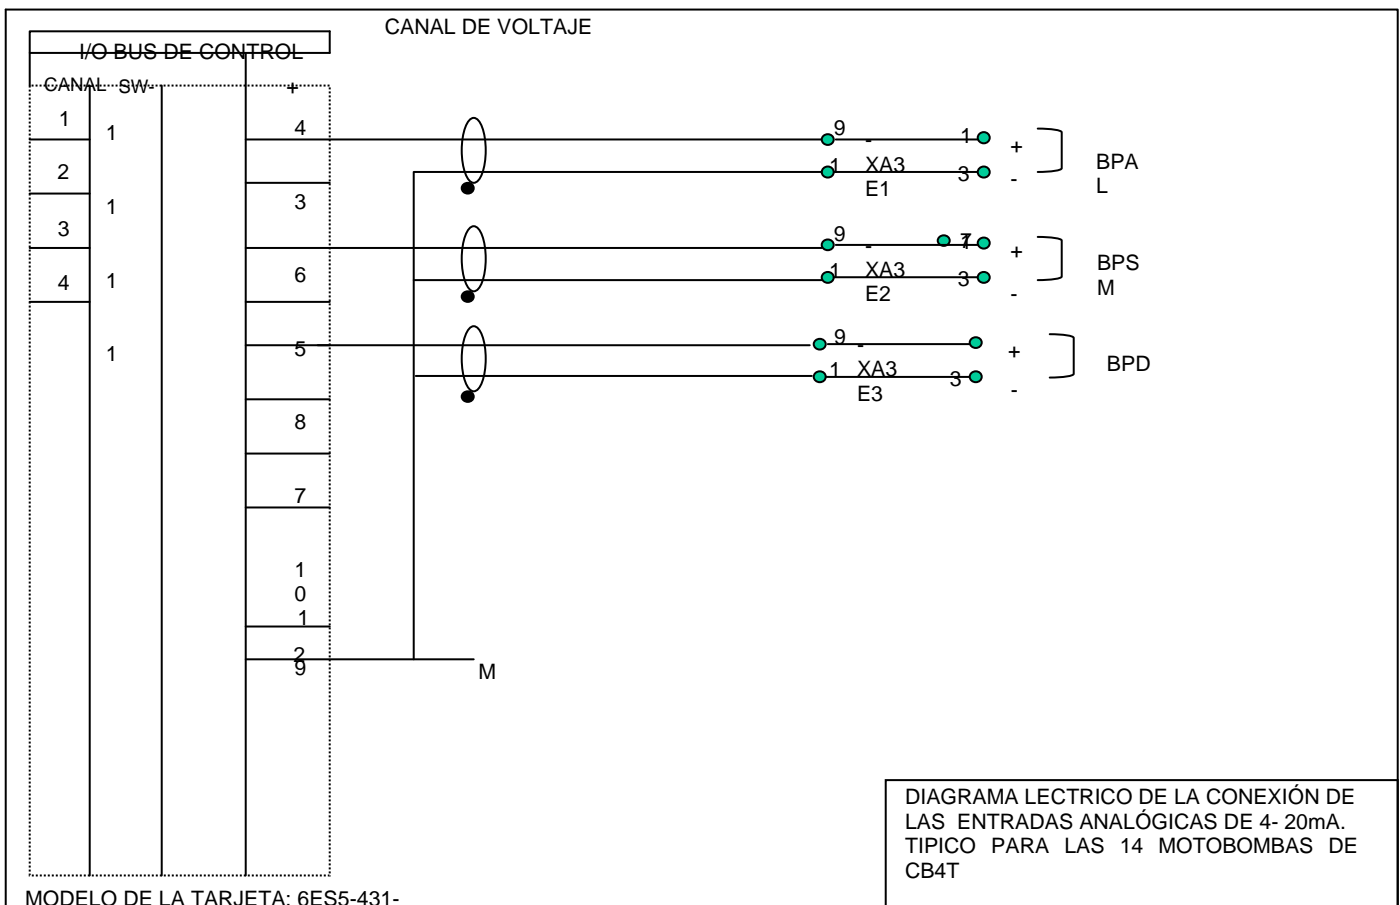 CANAL DE VOLTAJE
I/O BUS DE CONTROL
CANAL SW- +
1 1 4
2 1 3
3 1 6
4 1 5
8
7
1
0
1
2
9
M
9 - 1 +
1 XA3 3 -
E1
BPA
L
9 - 7 1 +
1 XA3 3 -
E2
BPS
M
9 - +
1 XA3 3 -
E3
BPD
DIAGRAMA LECTRICO DE LA CONEXIÓN DE
LAS ENTRADAS ANALÓGICAS DE 4- 20mA.
TIPICO PARA LAS 14 MOTOBOMBAS DE
CB4T
MODELO DE LA TARJETA: 6ES5-431-